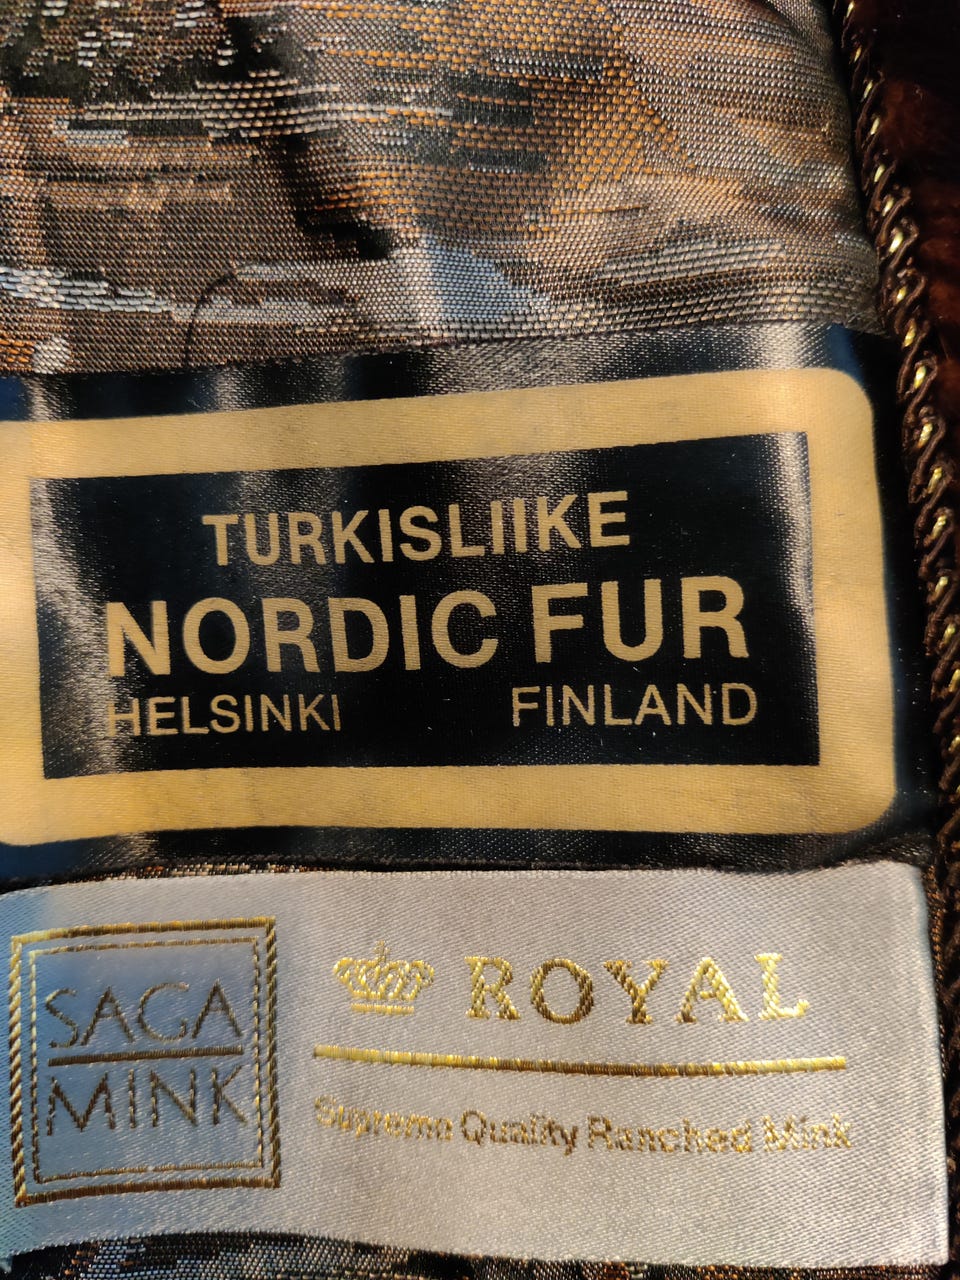 TURKISLIIKE
NORDIC FUR
HELSINKI FINLAND
SAGA
MINK
ROYAL
Supreme Quality Ranched Mink